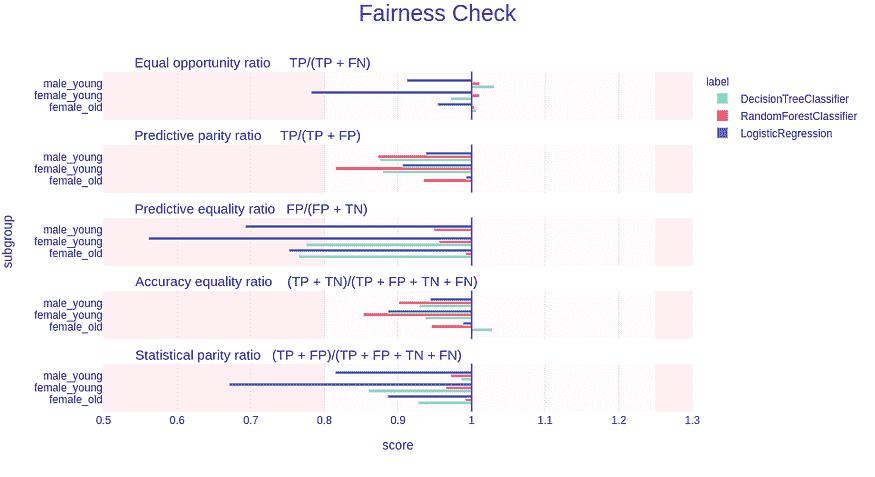 Fairness Check
Equal opportunity ratio TP/(TP + FN)
male_young
female_young
female_old
Predictive parity ratio TP/(TP + FP)
male_young
female_young
female_old
Predictive equality ratio FP/(FP + TN)
male_young
female_young
female_old
Accuracy equality ratio (TP + TN)/(TP + FP + TN + FN)
male_young
female_young
female_old
Statistical parity ratio (TP + FP)/(TP + FP + TN + FN)
male_young
female_young
female_old
0.5 0.6 0.7 0.8 0.9 1 1.1 1.2 1.3
score
subgroup
label
DecisionTreeClassifier
RandomForestClassifier
LogisticRegression